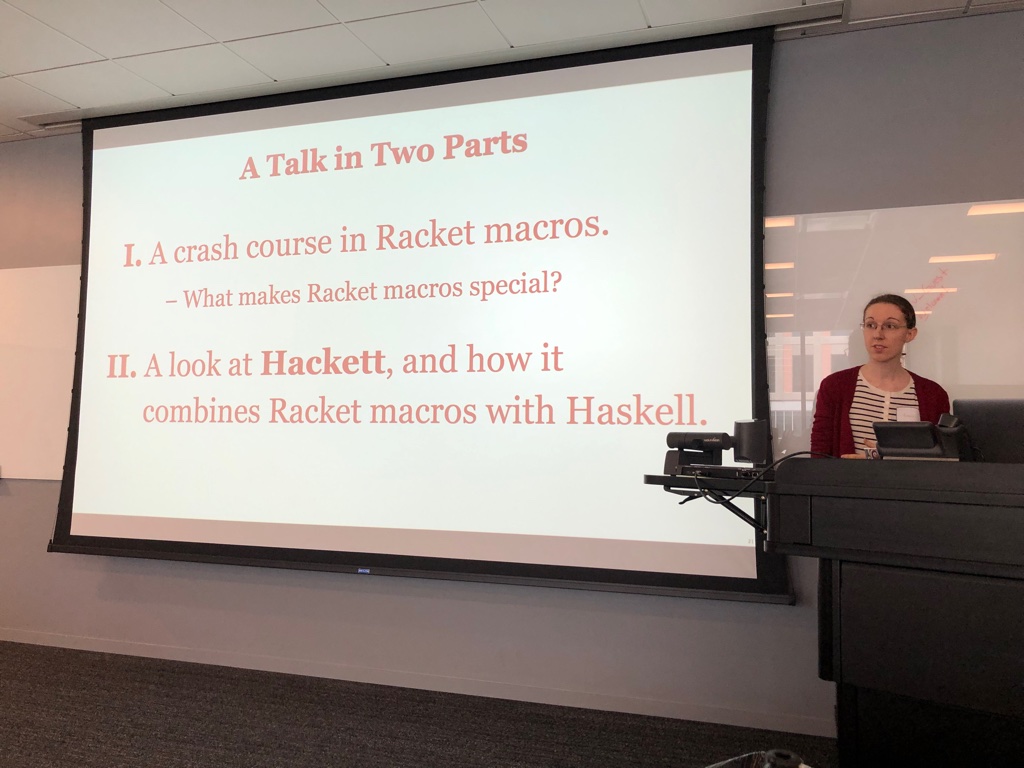 A Talk in Two Parts
I. A crash course in Racket macros.
– What makes Racket macros special?
II. A look at Hackett, and how it
combines Racket macros with Haskell.